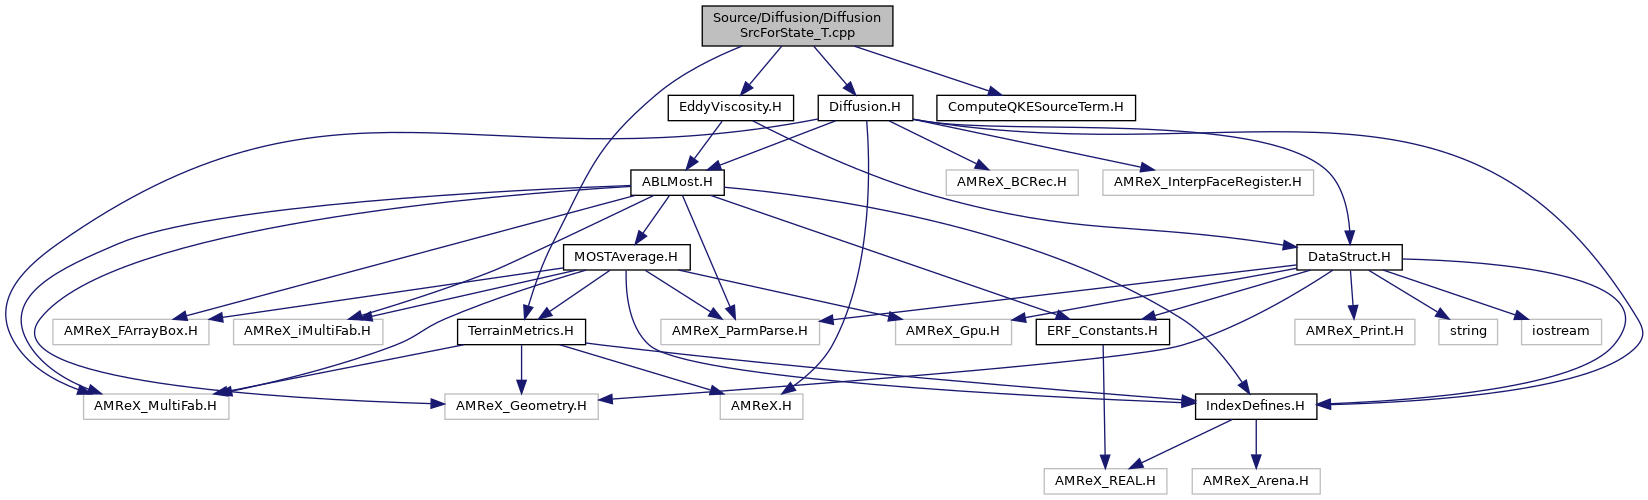 Source/Diffusion/Diffusion
SrcForState_T.cpp
EddyViscosity.H
Diffusion.H
ComputeQKESourceTerm.H
ABLMost.H
AMReX_BCRec.H
AMReX_InterpFaceRegister.H
MOSTAverage.H
DataStruct.H
AMReX_FArrayBox.H
AMReX_iMultiFab.H
TerrainMetrics.H
AMReX_ParmParse.H
AMReX_Gpu.H
ERF_Constants.H
AMReX_Print.H
string
iostream
AMReX_MultiFab.H
AMReX_Geometry.H
AMReX.H
IndexDefines.H
AMReX_REAL.H
AMReX_Arena.H